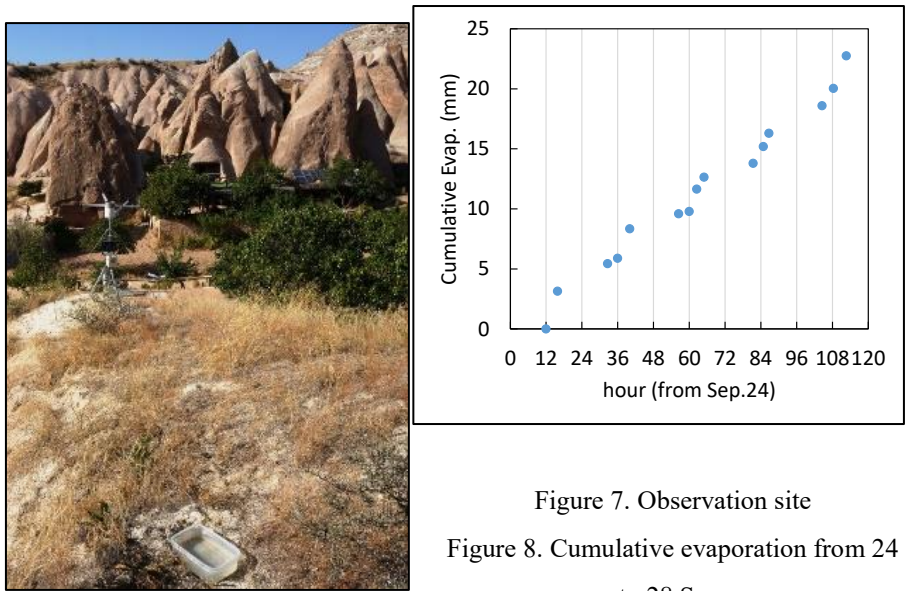 25
20
15
10
5
0
Cumulative Evap. (mm)
0 12 24 36 48 60 72 84 96 108 120
hour (from Sep.24)
Figure 7. Observation site
Figure 8. Cumulative evaporation from 24